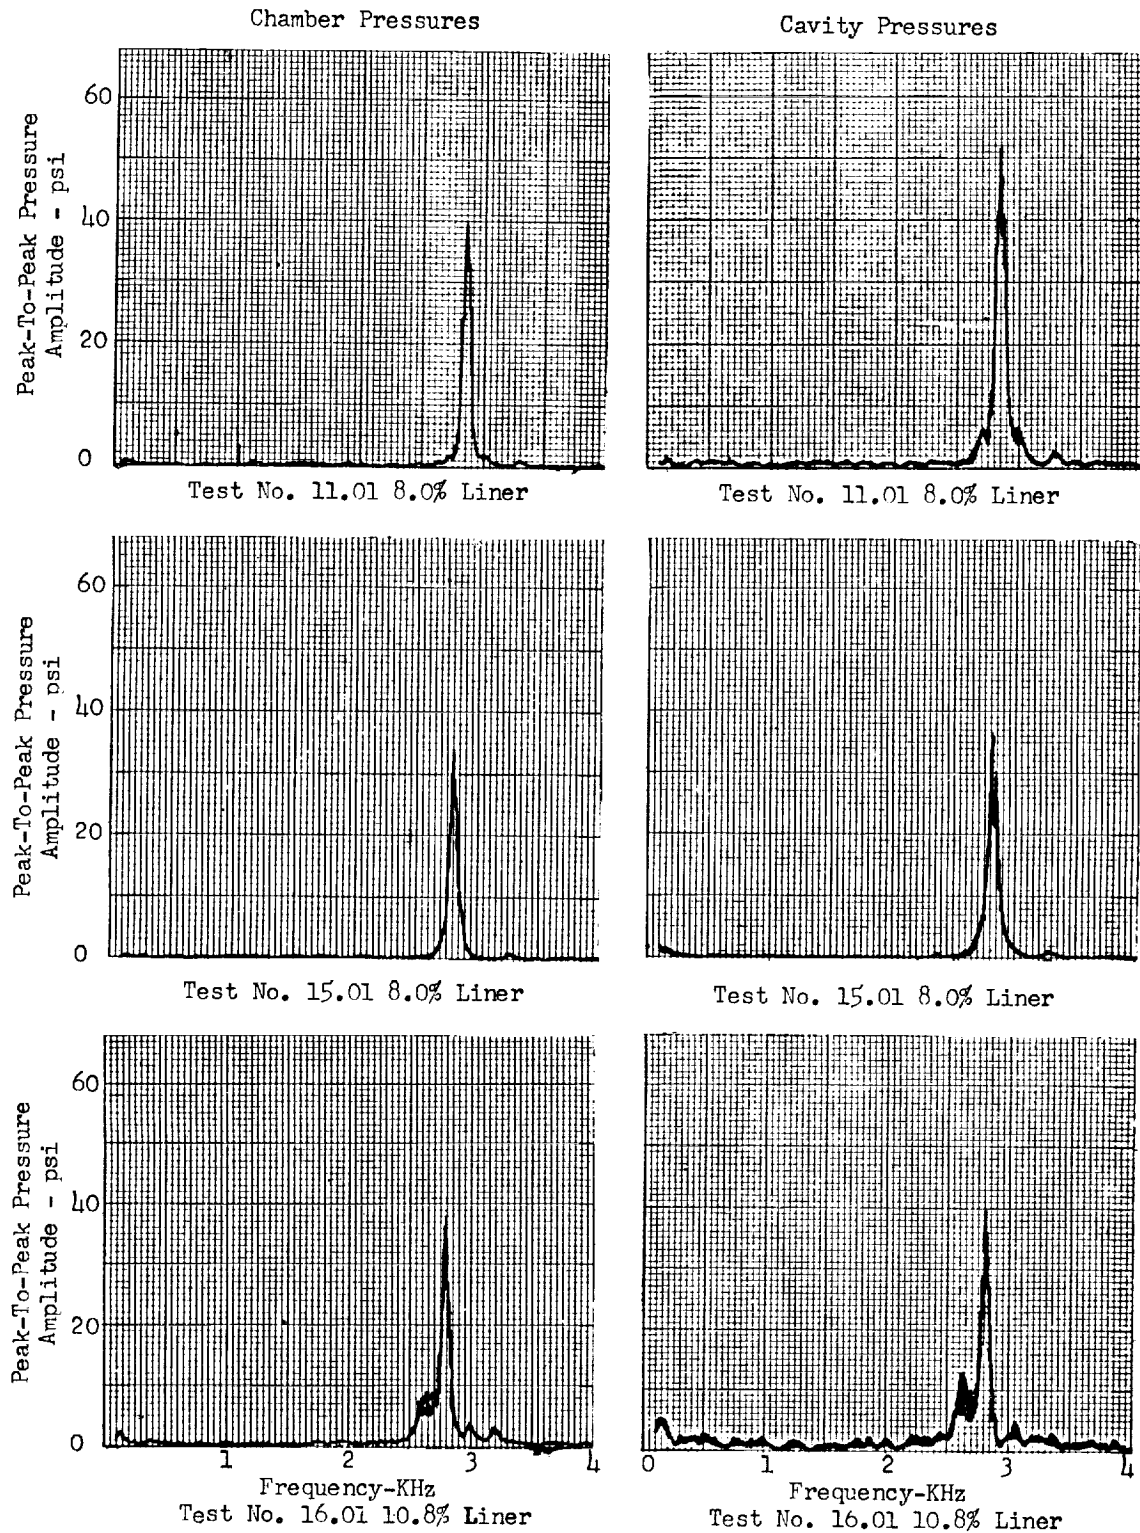 Chamber Pressures
Cavity Pressures
Peak-To-Peak Pressure
Amplitude - psi
60
40
20
0
Test No. 11.01 8.0% Liner
Test No. 11.01 8.0% Liner
Peak-To-Peak Pressure
Amplitude - psi
60
40
20
0
Test No. 15.01 8.0% Liner
Test No. 15.01 8.0% Liner
Peak-To-Peak Pressure
Amplitude - psi
60
40
20
0
1 2 3 4
Frequency-KHz
Test No. 16.01 10.8% Liner
0 1 2 3 4
Frequency-KHz
Test No. 16.01 10.8% Liner